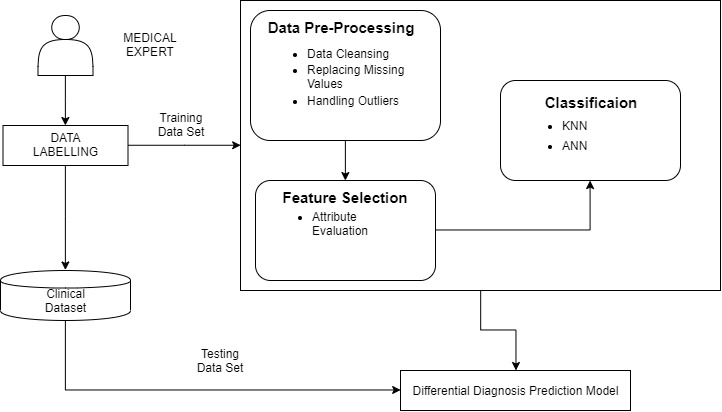 MEDICAL
EXPERT
DATA
LABELLING
Training
Data Set
Data Pre-Processing
• Data Cleansing
• Replacing Missing
Values
• Handling Outliers
Feature Selection
• Attribute
Evaluation
Classificaion
• KNN
• ANN
Clinical
Dataset
Testing
Data Set
Differential Diagnosis Prediction Model